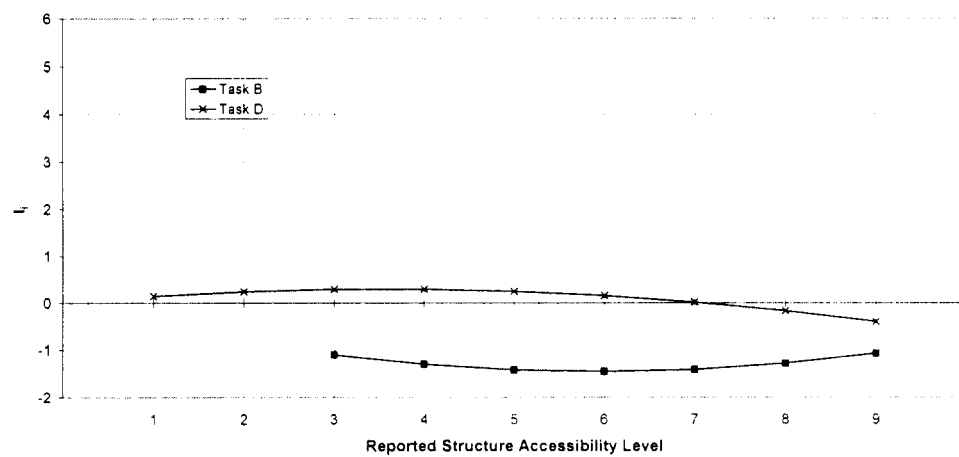 6
5
Task B
Task D
4
3
2
I_i
1
0
-1
-2
1 2 3 4 5 6 7 8 9
Reported Structure Accessibility Level